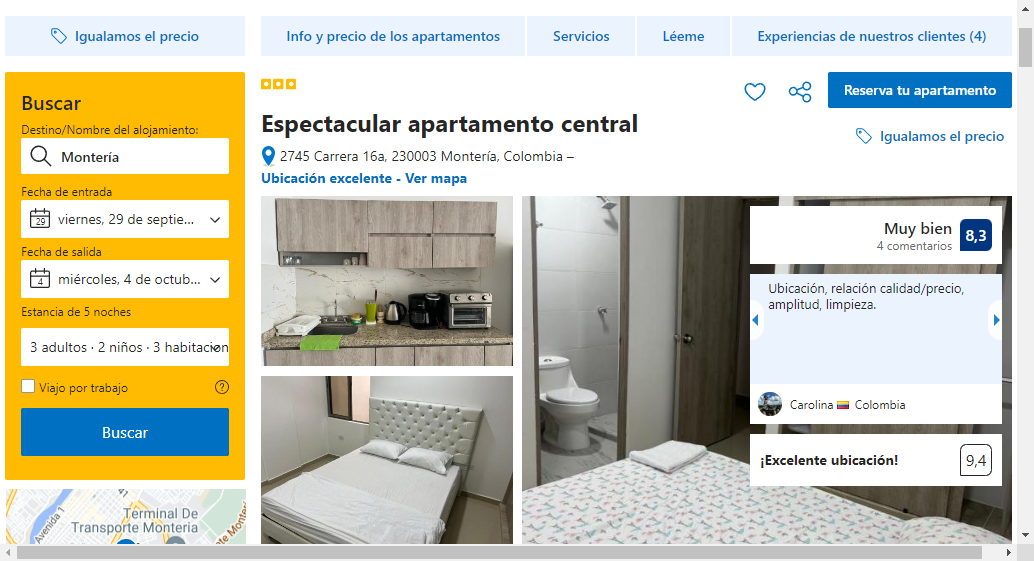 Igualamos el precio
Info y precio de los apartamentos
Servicios
Léeme
Experiencias de nuestros clientes (4)
Buscar
Destino/Nombre del alojamiento:
Montería
Fecha de entrada
29
viernes, 29 de septie...
Fecha de salida
4
miércoles, 4 de octub...
Estancia de 5 noches
3 adultos · 2 niños · 3 habitacion
Viajo por trabajo
Buscar
Avenida 1
Terminal De
Transporte Monteria
Reserva tu apartamento
Espectacular apartamento central
Igualamos el precio
2745 Carrera 16a, 230003 Montería, Colombia –
Ubicación excelente - Ver mapa
Muy bien
8,3
4 comentarios
Ubicación, relación calidad/precio,
amplitud, limpieza.
Carolina Colombia
¡Excelente ubicación!
9,4